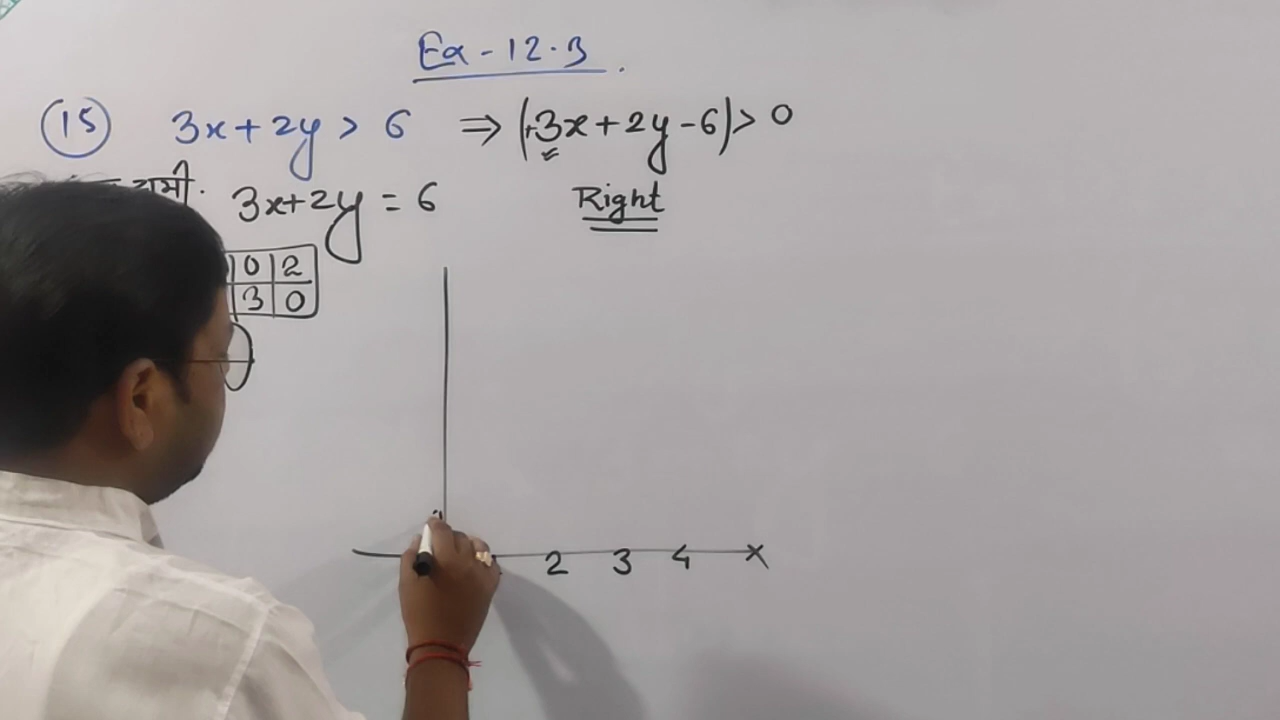 Ex - 12.3
(15) 3x+2y > 6 ⇒ (+3x+2y-6) > 0
3x+2y = 6
Right
0 2
3 0
2 3 4 X